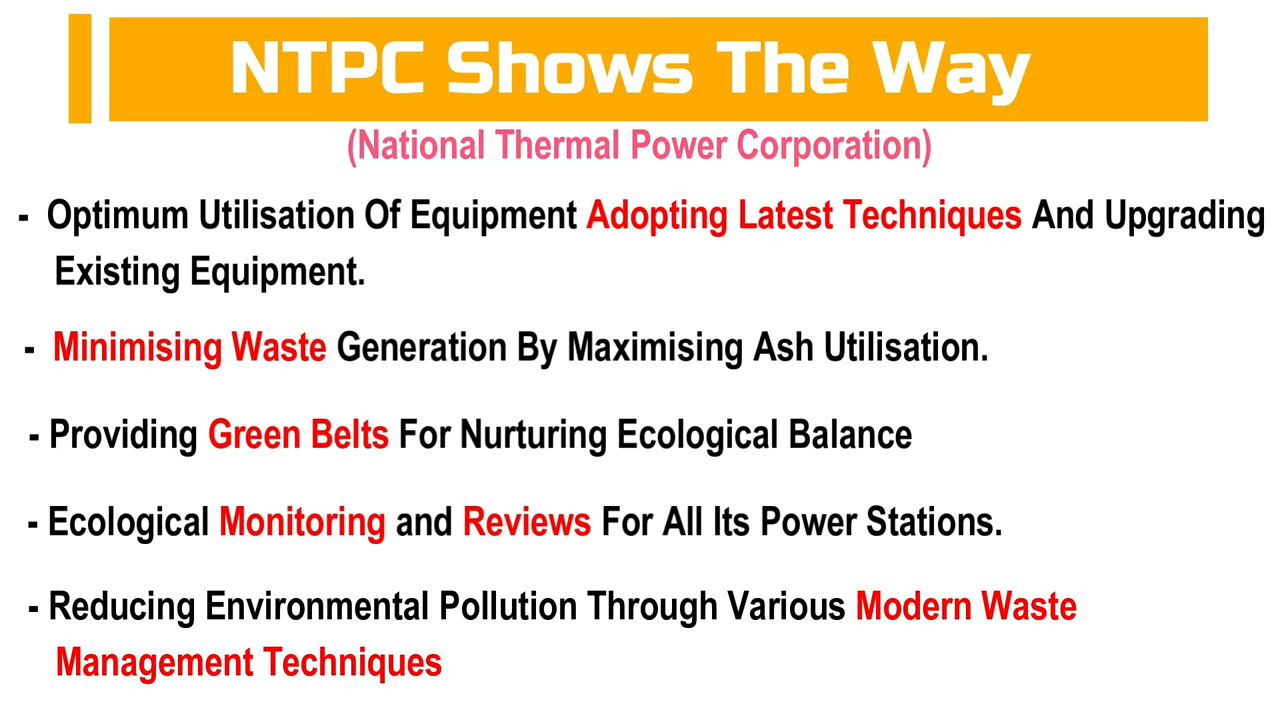 NTPC Shows The Way
(National Thermal Power Corporation)
- Optimum Utilisation Of Equipment Adopting Latest Techniques And Upgrading
Existing Equipment.
- Minimising Waste Generation By Maximising Ash Utilisation.
- Providing Green Belts For Nurturing Ecological Balance
- Ecological Monitoring and Reviews For All Its Power Stations.
- Reducing Environmental Pollution Through Various Modern Waste
Management Techniques